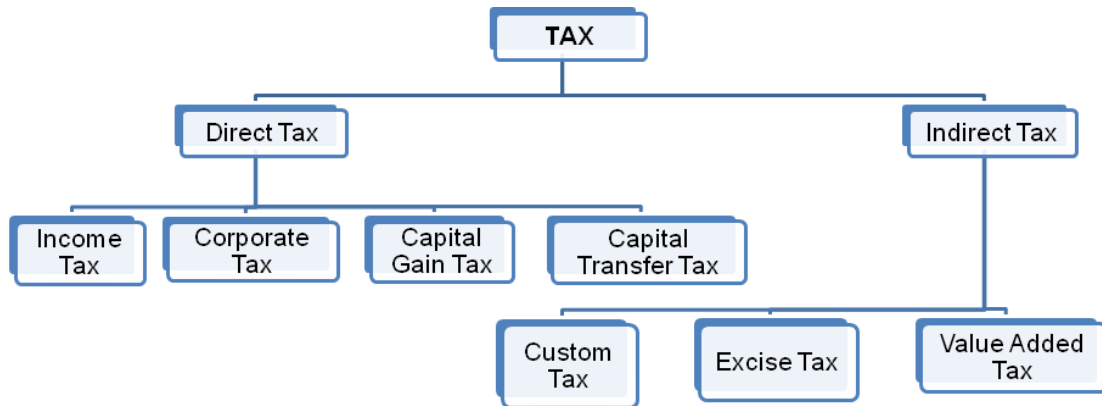 TAX
Direct Tax
Indirect Tax
Income
Tax
Corporate
Tax
Capital
Gain Tax
Capital
Transfer Tax
Custom
Tax
Excise Tax
Value Added
Tax